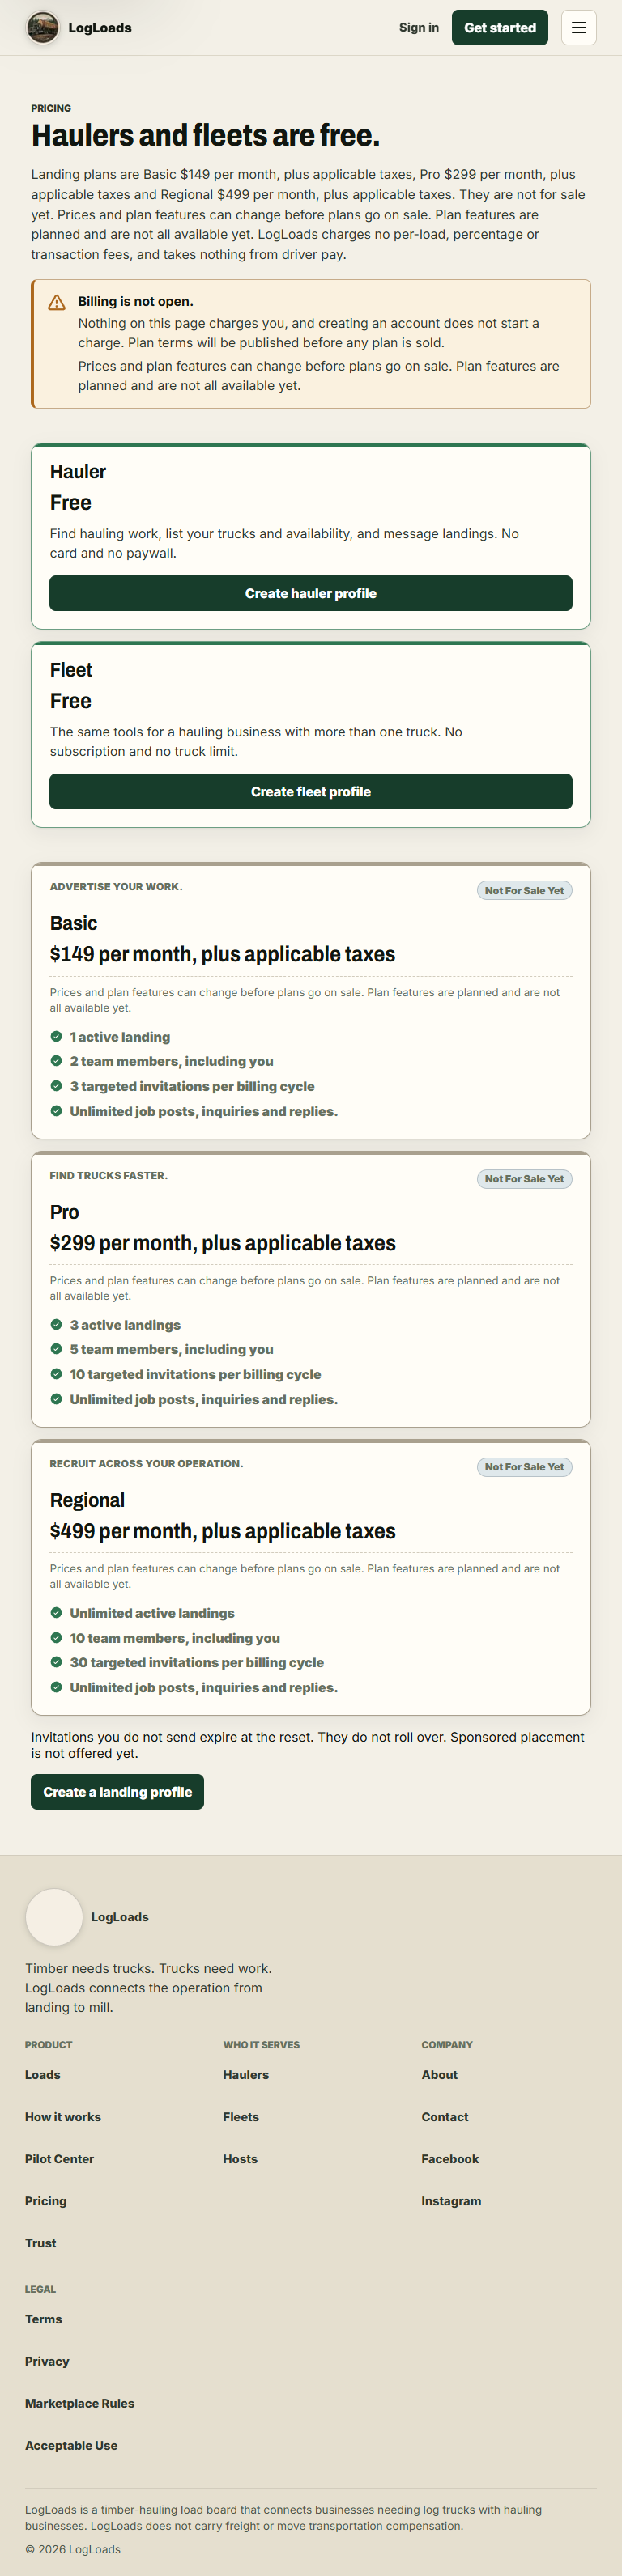 LogLoads
Sign in
Get started
PRICING
Haulers and fleets are free.
Landing plans are Basic $149 per month, plus applicable taxes, Pro $299 per month, plus
applicable taxes and Regional $499 per month, plus applicable taxes. They are not for sale
yet. Prices and plan features can change before plans go on sale. Plan features are
planned and are not all available yet. LogLoads charges no per-load, percentage or
transaction fees, and takes nothing from driver pay.
Billing is not open.
Nothing on this page charges you, and creating an account does not start a
charge. Plan terms will be published before any plan is sold.
Prices and plan features can change before plans go on sale. Plan features are
planned and are not all available yet.
Hauler
Free
Find hauling work, list your trucks and availability, and message landings. No
card and no paywall.
Create hauler profile
Fleet
Free
The same tools for a hauling business with more than one truck. No
subscription and no truck limit.
Create fleet profile
ADVERTISE YOUR WORK.
Not For Sale Yet
Basic
$149 per month, plus applicable taxes
Prices and plan features can change before plans go on sale. Plan features are planned and are not
all available yet.
1 active landing
2 team members, including you
3 targeted invitations per billing cycle
Unlimited job posts, inquiries and replies.
FIND TRUCKS FASTER.
Not For Sale Yet
Pro
$299 per month, plus applicable taxes
Prices and plan features can change before plans go on sale. Plan features are planned and are not
all available yet.
3 active landings
5 team members, including you
10 targeted invitations per billing cycle
Unlimited job posts, inquiries and replies.
RECRUIT ACROSS YOUR OPERATION.
Not For Sale Yet
Regional
$499 per month, plus applicable taxes
Prices and plan features can change before plans go on sale. Plan features are planned and are not
all available yet.
Unlimited active landings
10 team members, including you
30 targeted invitations per billing cycle
Unlimited job posts, inquiries and replies.
Invitations you do not send expire at the reset. They do not roll over. Sponsored placement
is not offered yet.
Create a landing profile
LogLoads
Timber needs trucks. Trucks need work.
LogLoads connects the operation from
landing to mill.
PRODUCT
Loads
How it works
Pilot Center
Pricing
Trust
WHO IT SERVES
Haulers
Fleets
Hosts
COMPANY
About
Contact
Facebook
Instagram
LEGAL
Terms
Privacy
Marketplace Rules
Acceptable Use
LogLoads is a timber-hauling load board that connects businesses needing log trucks with hauling
businesses. LogLoads does not carry freight or move transportation compensation.
© 2026 LogLoads